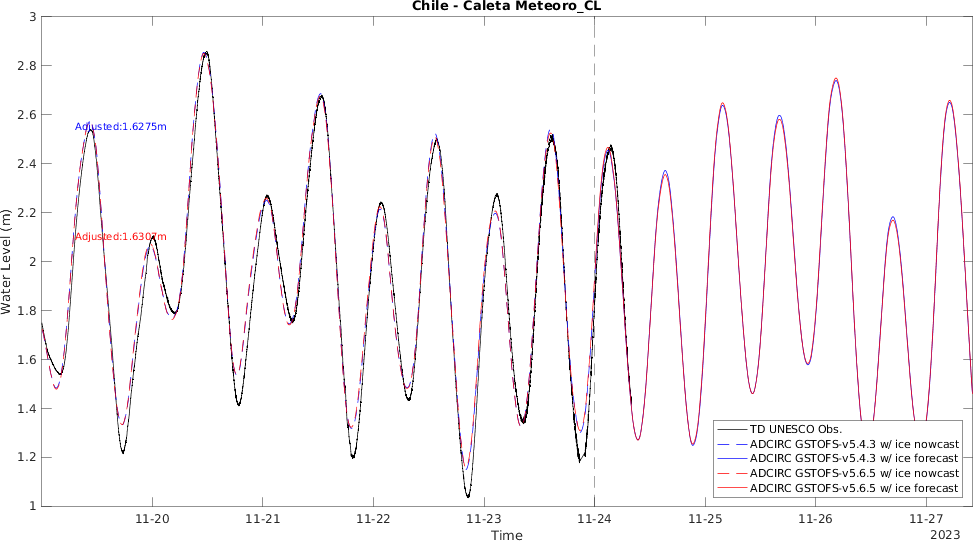 Chile - Caleta Meteoro_CL
3
2.8
2.6
2.4
2.2
2
1.8
1.6
1.4
1.2
1
Water Level (m)
Adjusted:1.6275m
Adjusted:1.6307m
TD UNESCO Obs.
ADCIRC GSTOFS-v5.4.3 w/ ice nowcast
ADCIRC GSTOFS-v5.4.3 w/ ice forecast
ADCIRC GSTOFS-v5.6.5 w/ ice nowcast
ADCIRC GSTOFS-v5.6.5 w/ ice forecast
11-20 11-21 11-22 11-23 11-24 11-25 11-26 11-27
Time
2023